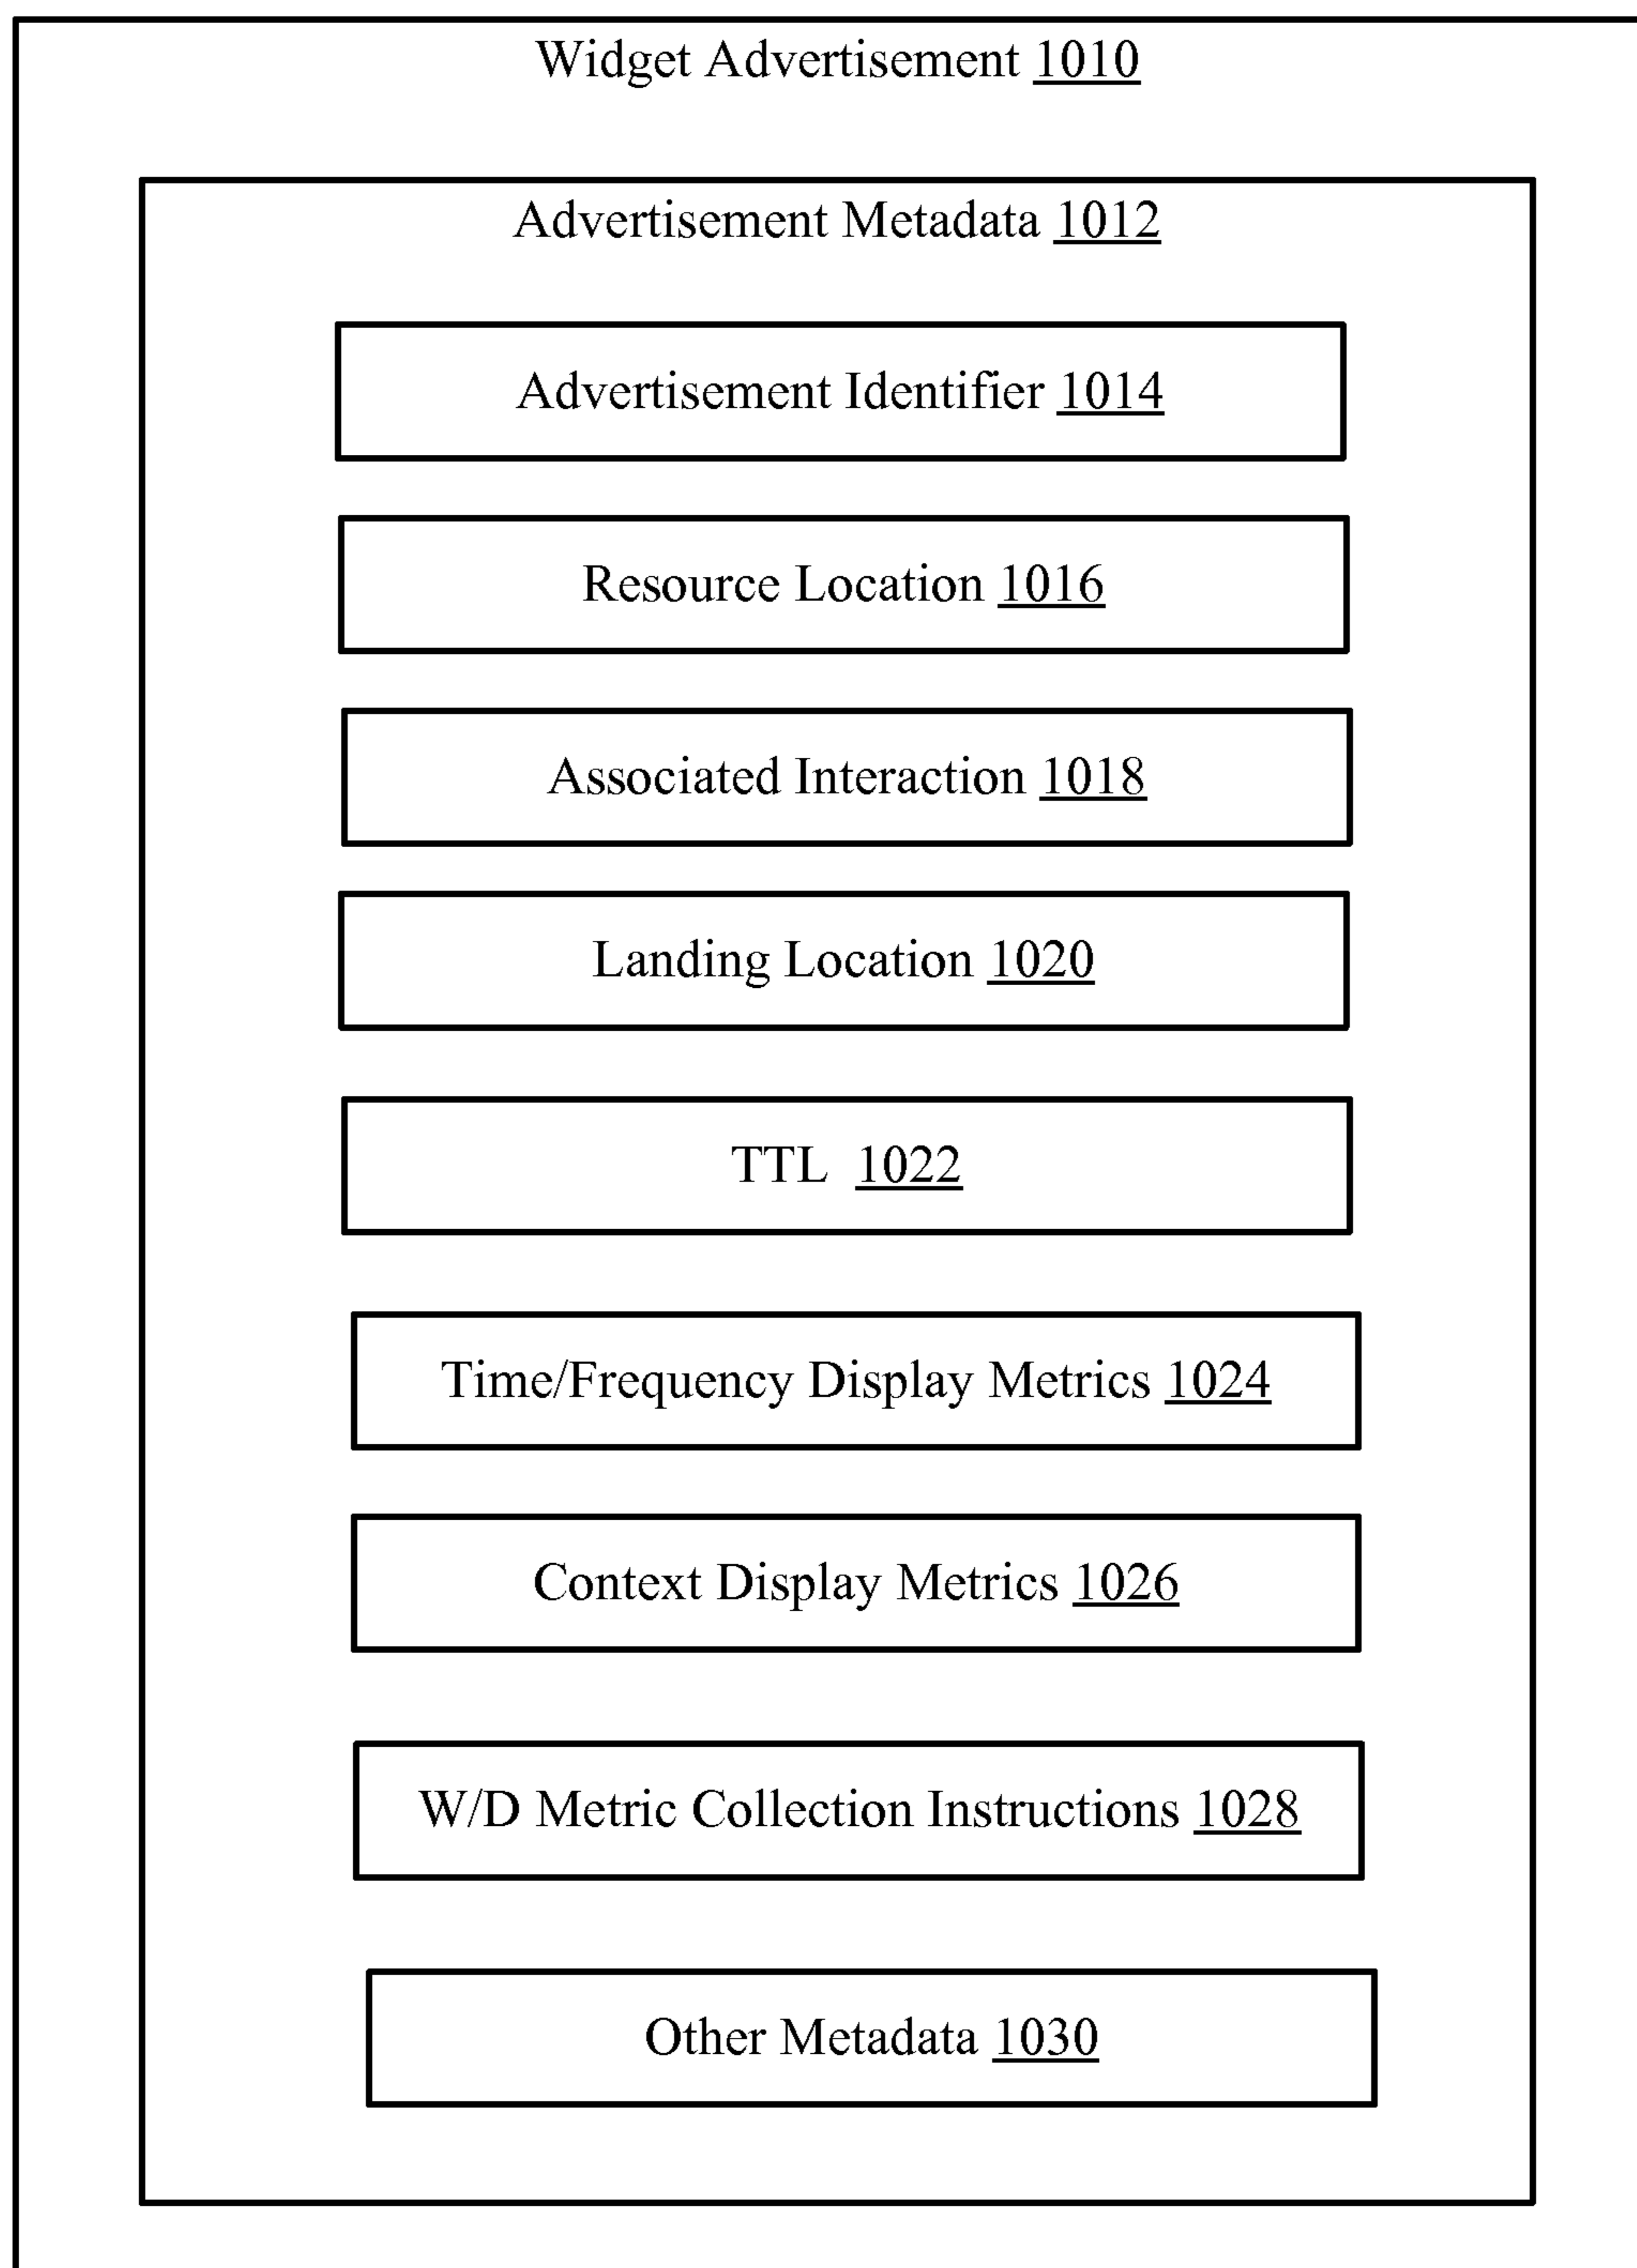 Widget Advertisement 1010
Advertisement Metadata 1012
Advertisement Identifier 1014
Resource Location 1016
Associated Interaction 1018
Landing Location 1020
TTL 1022
Time/Frequency Display Metrics 1024
Context Display Metrics 1026
W/D Metric Collection Instructions 1028
Other Metadata 1030